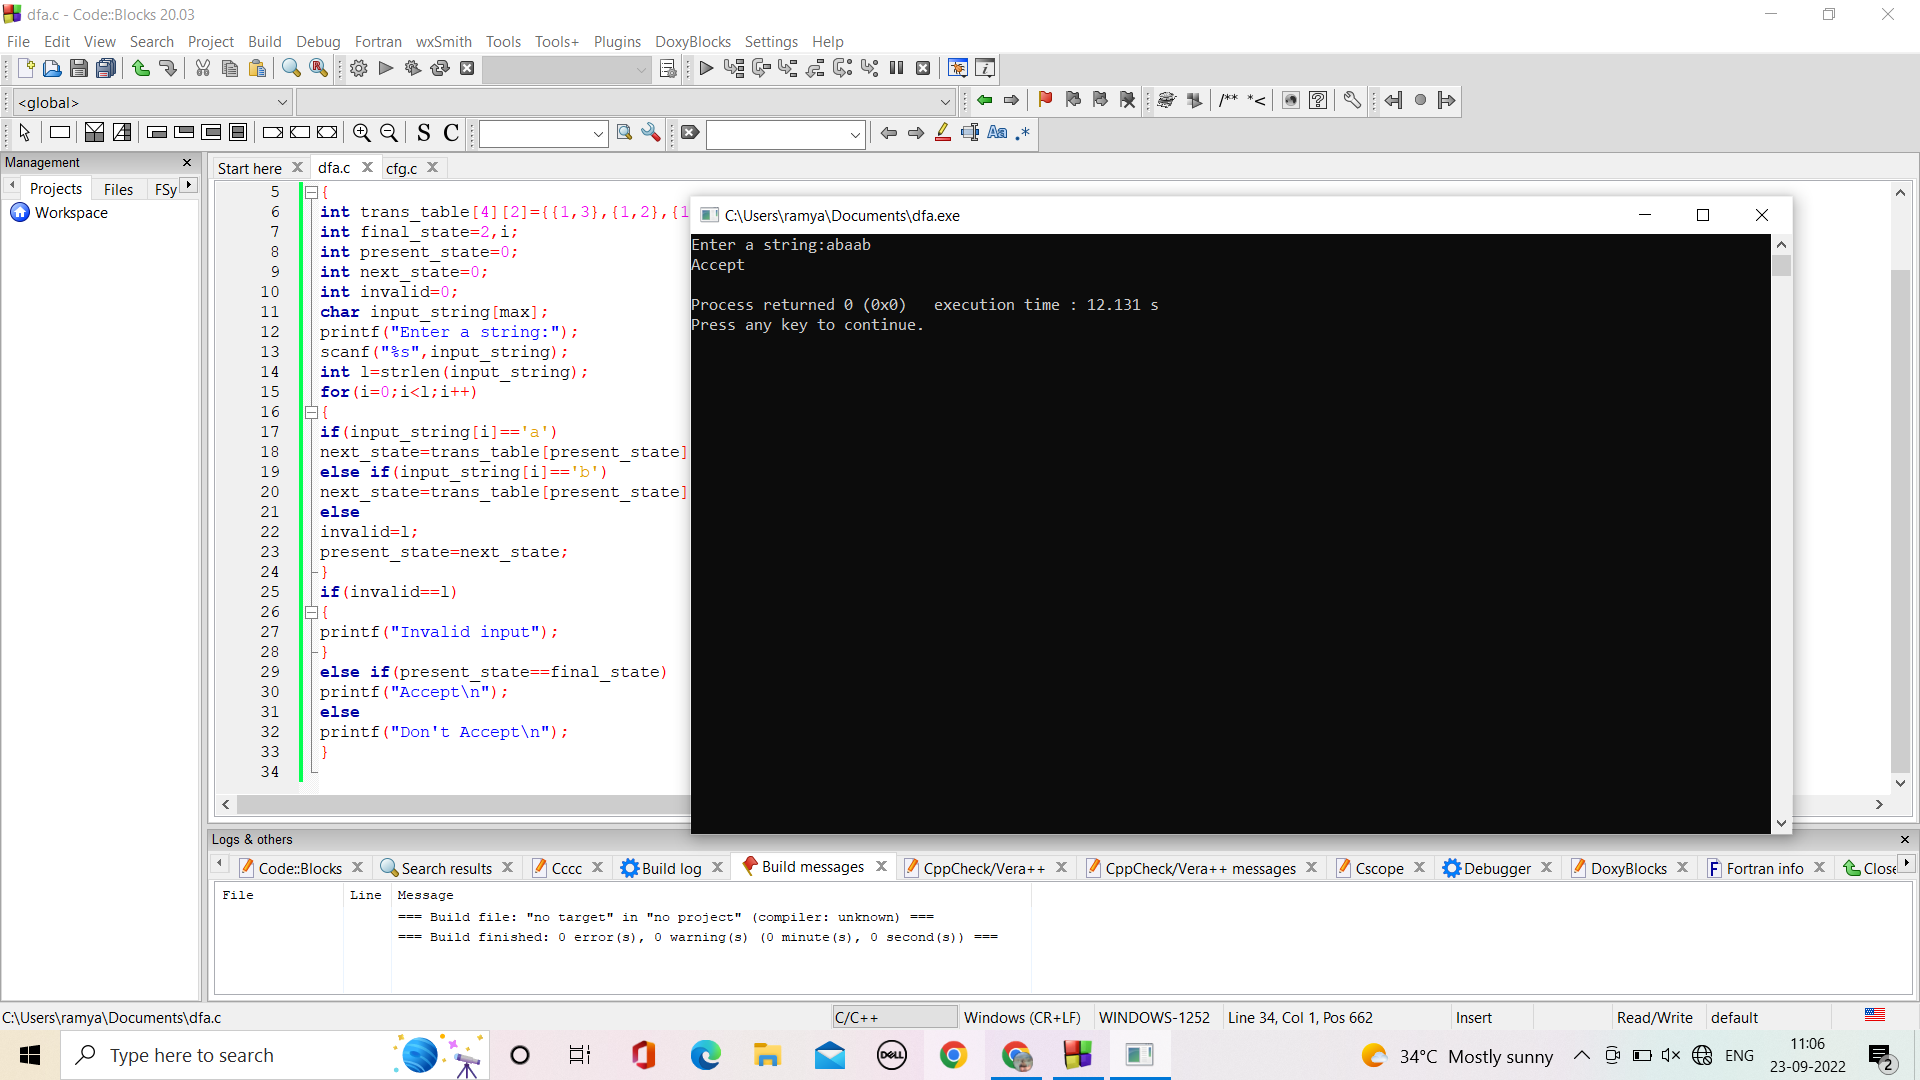 dfa.c - Code::Blocks 20.03
File Edit View Search Project Build Debug Fortran wxSmith Tools Tools+ Plugins DoxyBlocks Settings Help
<global>
/** *<
S C
Aa .*
Management
Projects Files FSy
Workspace
Start here dfa.c cfg.c
5 {
6 int trans_table[4][2]={{1,3},{1,2},{1
7 int final_state=2,i;
8 int present_state=0;
9 int next_state=0;
10 int invalid=0;
11 char input_string[max];
12 printf("Enter a string:");
13 scanf("%s",input_string);
14 int l=strlen(input_string);
15 for(i=0;i<l;i++)
16 {
17 if(input_string[i]=='a')
18 next_state=trans_table[present_state]
19 else if(input_string[i]=='b')
20 next_state=trans_table[present_state]
21 else
22 invalid=l;
23 present_state=next_state;
24 }
25 if(invalid==l)
26 {
27 printf("Invalid input");
28 }
29 else if(present_state==final_state)
30 printf("Accept\n");
31 else
32 printf("Don't Accept\n");
33 }
34
C:\Users\ramya\Documents\dfa.exe
Enter a string:abaab
Accept
Process returned 0 (0x0)   execution time : 12.131 s
Press any key to continue.
Logs & others
Code::Blocks Search results Cccc Build log Build messages CppCheck/Vera++ CppCheck/Vera++ messages Cscope Debugger DoxyBlocks Fortran info Close
File Line Message
=== Build file: "no target" in "no project" (compiler: unknown) ===
=== Build finished: 0 error(s), 0 warning(s) (0 minute(s), 0 second(s)) ===
C:\Users\ramya\Documents\dfa.c C/C++ Windows (CR+LF) WINDOWS-1252 Line 34, Col 1, Pos 662 Insert Read/Write default
Type here to search
DELL
34°C Mostly sunny
ENG
11:06
23-09-2022
2